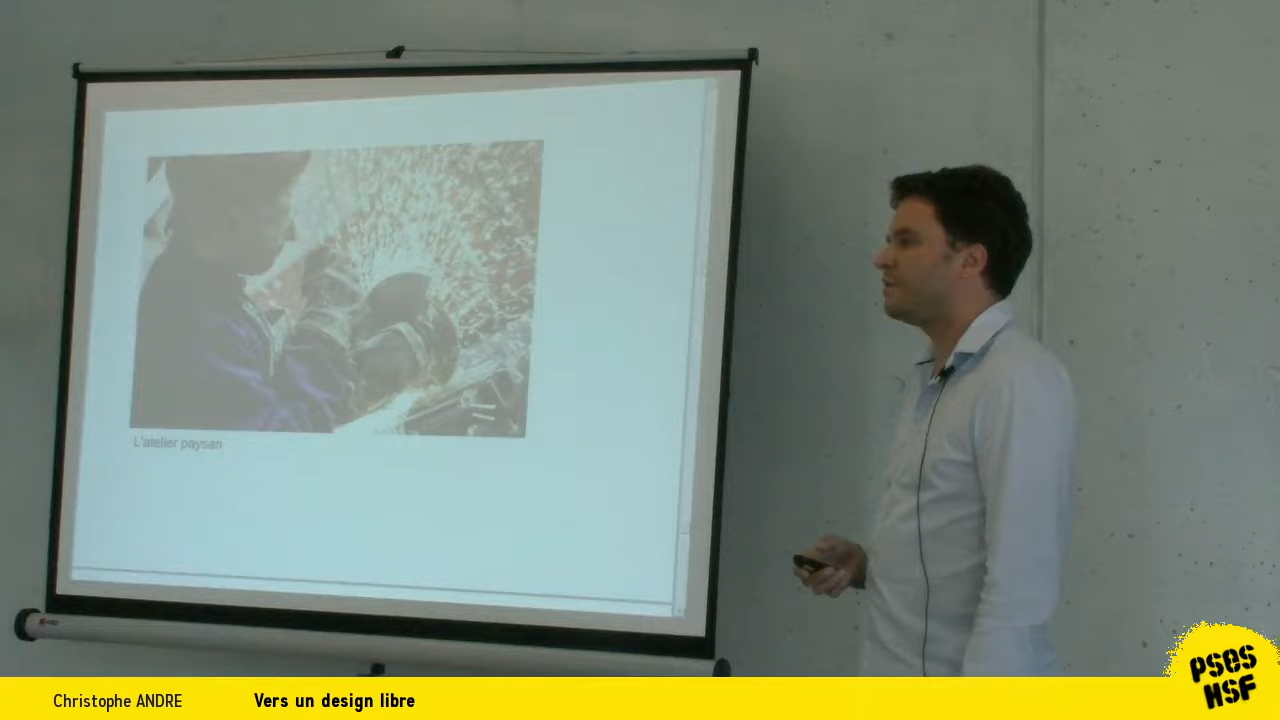 L'atelier paysan
Christophe ANDRE
Vers un design libre
PSES
HSF